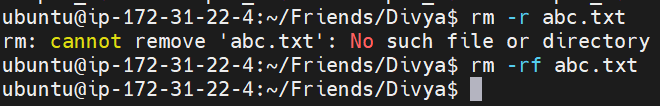 ubuntu@ip-172-31-22-4:~/Friends/Divya$ rm -r abc.txt
rm: cannot remove 'abc.txt': No such file or directory
ubuntu@ip-172-31-22-4:~/Friends/Divya$ rm -rf abc.txt
ubuntu@ip-172-31-22-4:~/Friends/Divya$